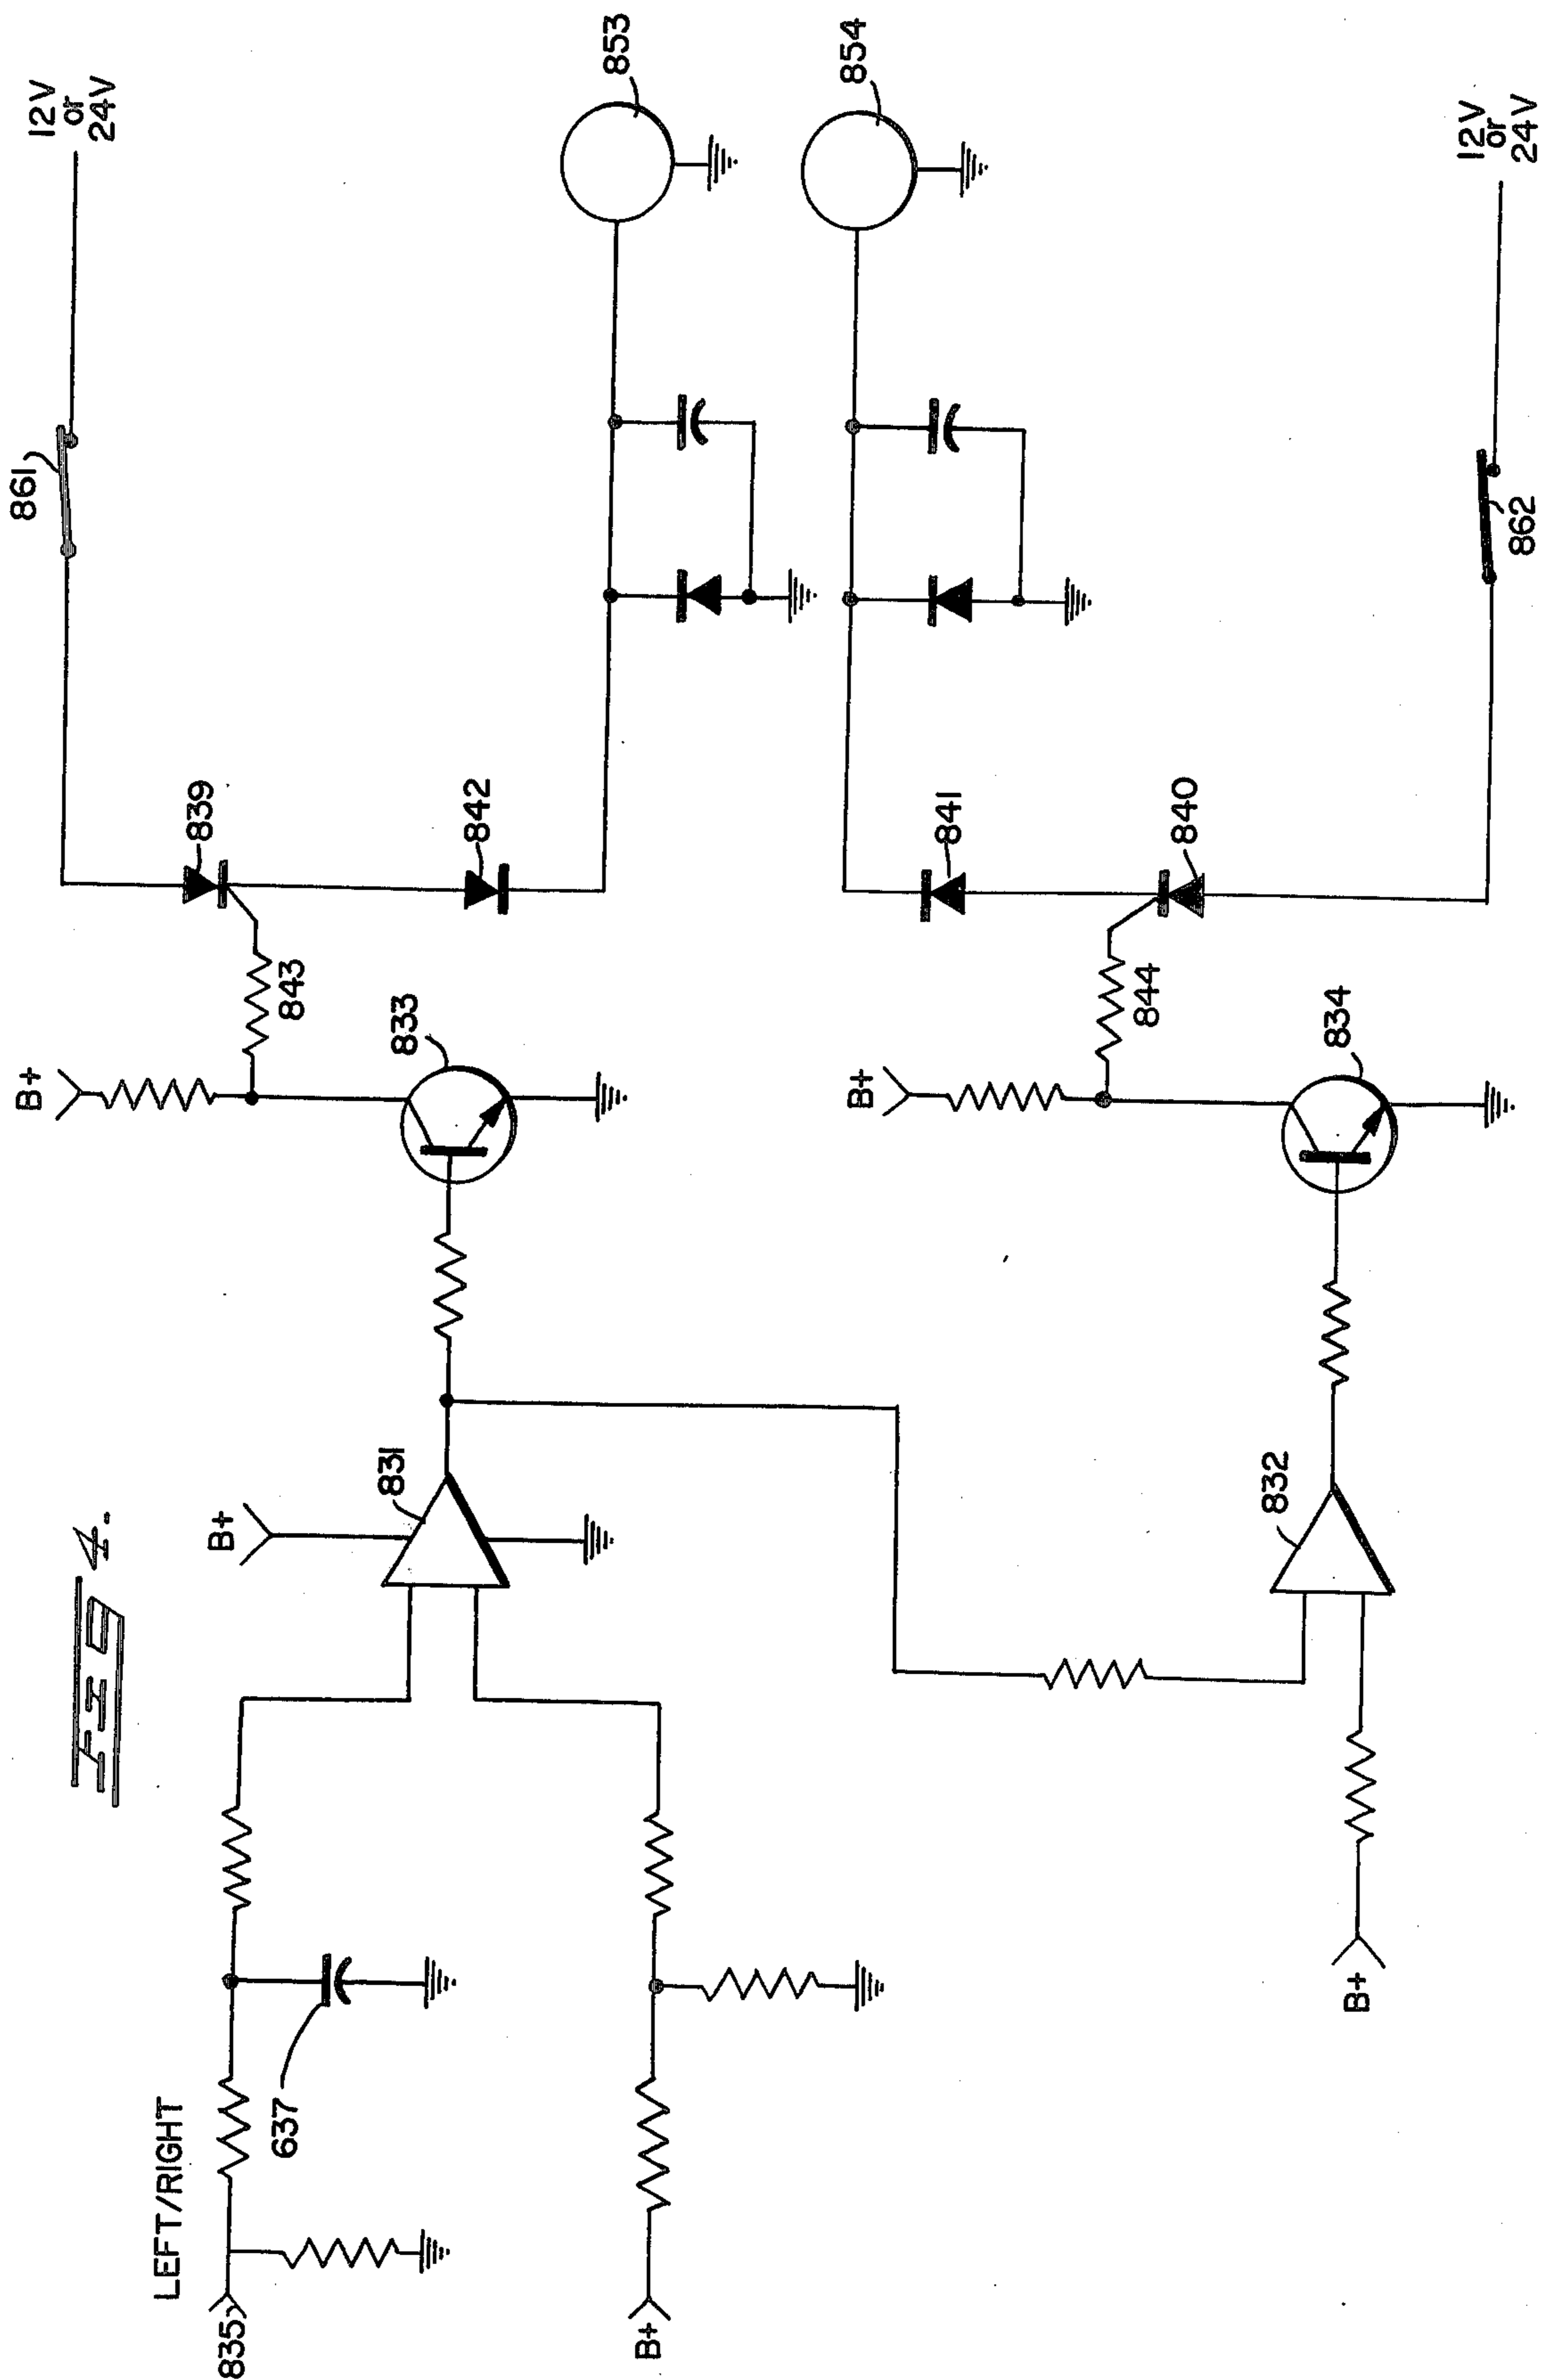 FIG 4.
LEFT/RIGHT
835
637
B+
B+
831
B+
832
B+
833
843
B+
834
844
839
842
841
840
861
12V
or
24V
853
854
862
12V
or
24V